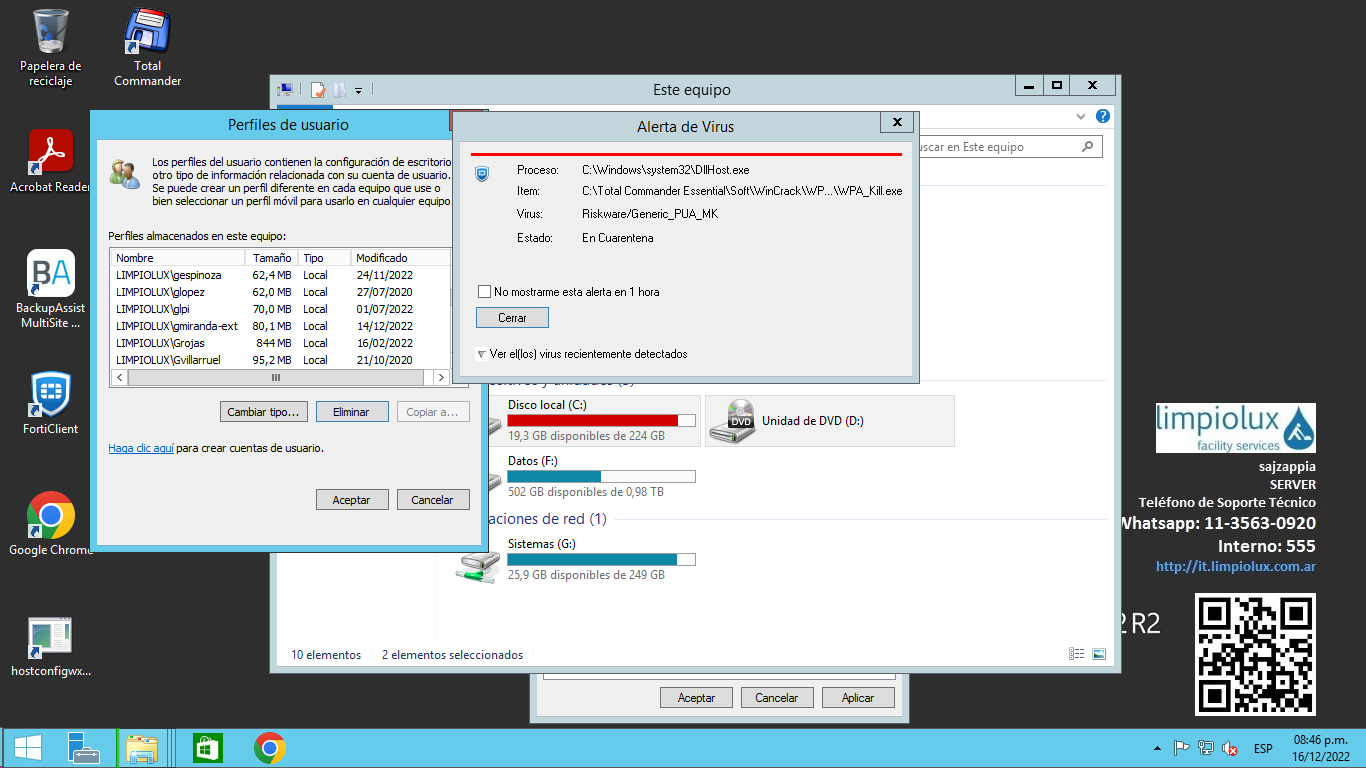 Papelera de
reciclaje
Total
Commander
Acrobat Reader
BA
BackupAssist
MultiSite ...
FortiClient
Google Chrome
hostconfigwx...
Este equipo
uscar en Este equipo
Perfiles de usuario
Los perfiles del usuario contienen la configuración de escritorio
otro tipo de información relacionada con su cuenta de usuario.
Se puede crear un perfil diferente en cada equipo que use o
bien seleccionar un perfil móvil para usarlo en cualquier equipo
Perfiles almacenados en este equipo:
Nombre Tamaño Tipo Modificado
LIMPIOLUX\gespinoza 62,4 MB Local 24/11/2022
LIMPIOLUX\glopez 62,0 MB Local 27/07/2020
LIMPIOLUX\glpi 70,0 MB Local 01/07/2022
LIMPIOLUX\gmiranda-ext 80,1 MB Local 14/12/2022
LIMPIOLUX\Grojas 844 MB Local 16/02/2022
LIMPIOLUX\Gvillarruel 95,2 MB Local 21/10/2020
Cambiar tipo... Eliminar Copiar a...
Haga clic aquí para crear cuentas de usuario.
Aceptar Cancelar
Alerta de Virus
Proceso: C:\Windows\system32\DllHost.exe
Item: C:\Total Commander Essential\Soft\WinCrack\WP...\WPA_Kill.exe
Virus: Riskware/Generic_PUA_MK
Estado: En Cuarentena
No mostrarme esta alerta en 1 hora
Cerrar
Ver el(los) virus recientemente detectados
Disco local (C:)
19,3 GB disponibles de 224 GB
DVD
Unidad de DVD (D:)
Datos (F:)
502 GB disponibles de 0,98 TB
aciones de red (1)
Sistemas (G:)
25,9 GB disponibles de 249 GB
10 elementos 2 elementos seleccionados
Aceptar Cancelar Aplicar
limpiolux
facility services
sajzappia
SERVER
Teléfono de Soporte Técnico
Whatsapp: 11-3563-0920
Interno: 555
http://it.limpiolux.com.ar
2 R2
ESP
08:46 p.m.
16/12/2022